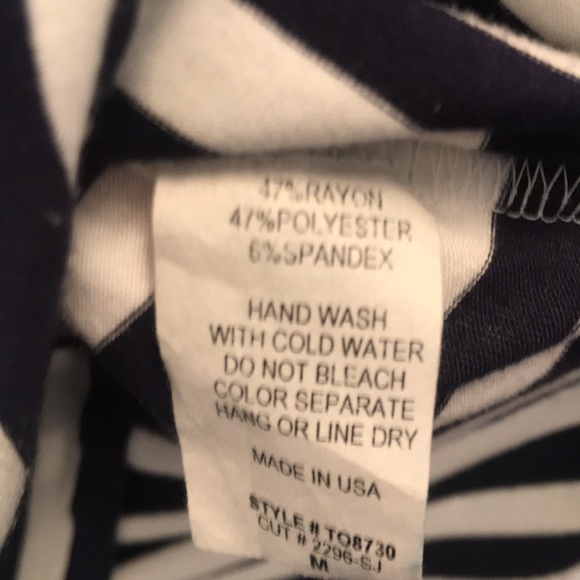 47%RAYON
47%POLYESTER
6%SPANDEX
HAND WASH
WITH COLD WATER
DO NOT BLEACH
COLOR SEPARATE
HANG OR LINE DRY
MADE IN USA
STYLE # TO8730
CUT # 2296-SJ
M